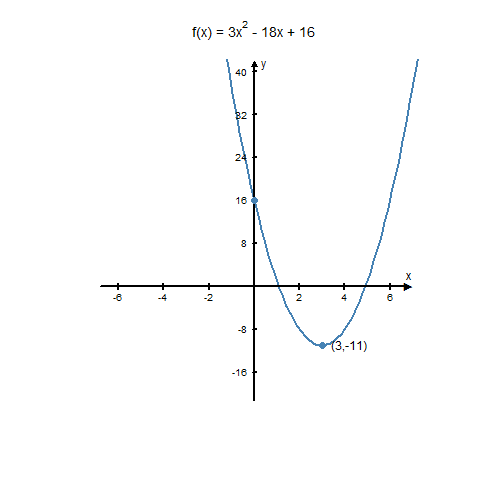 f(x) = 3x² - 18x + 16
y
40
32
24
16
8
x
-6 -4 -2 2 4 6
-8
(3,-11)
-16